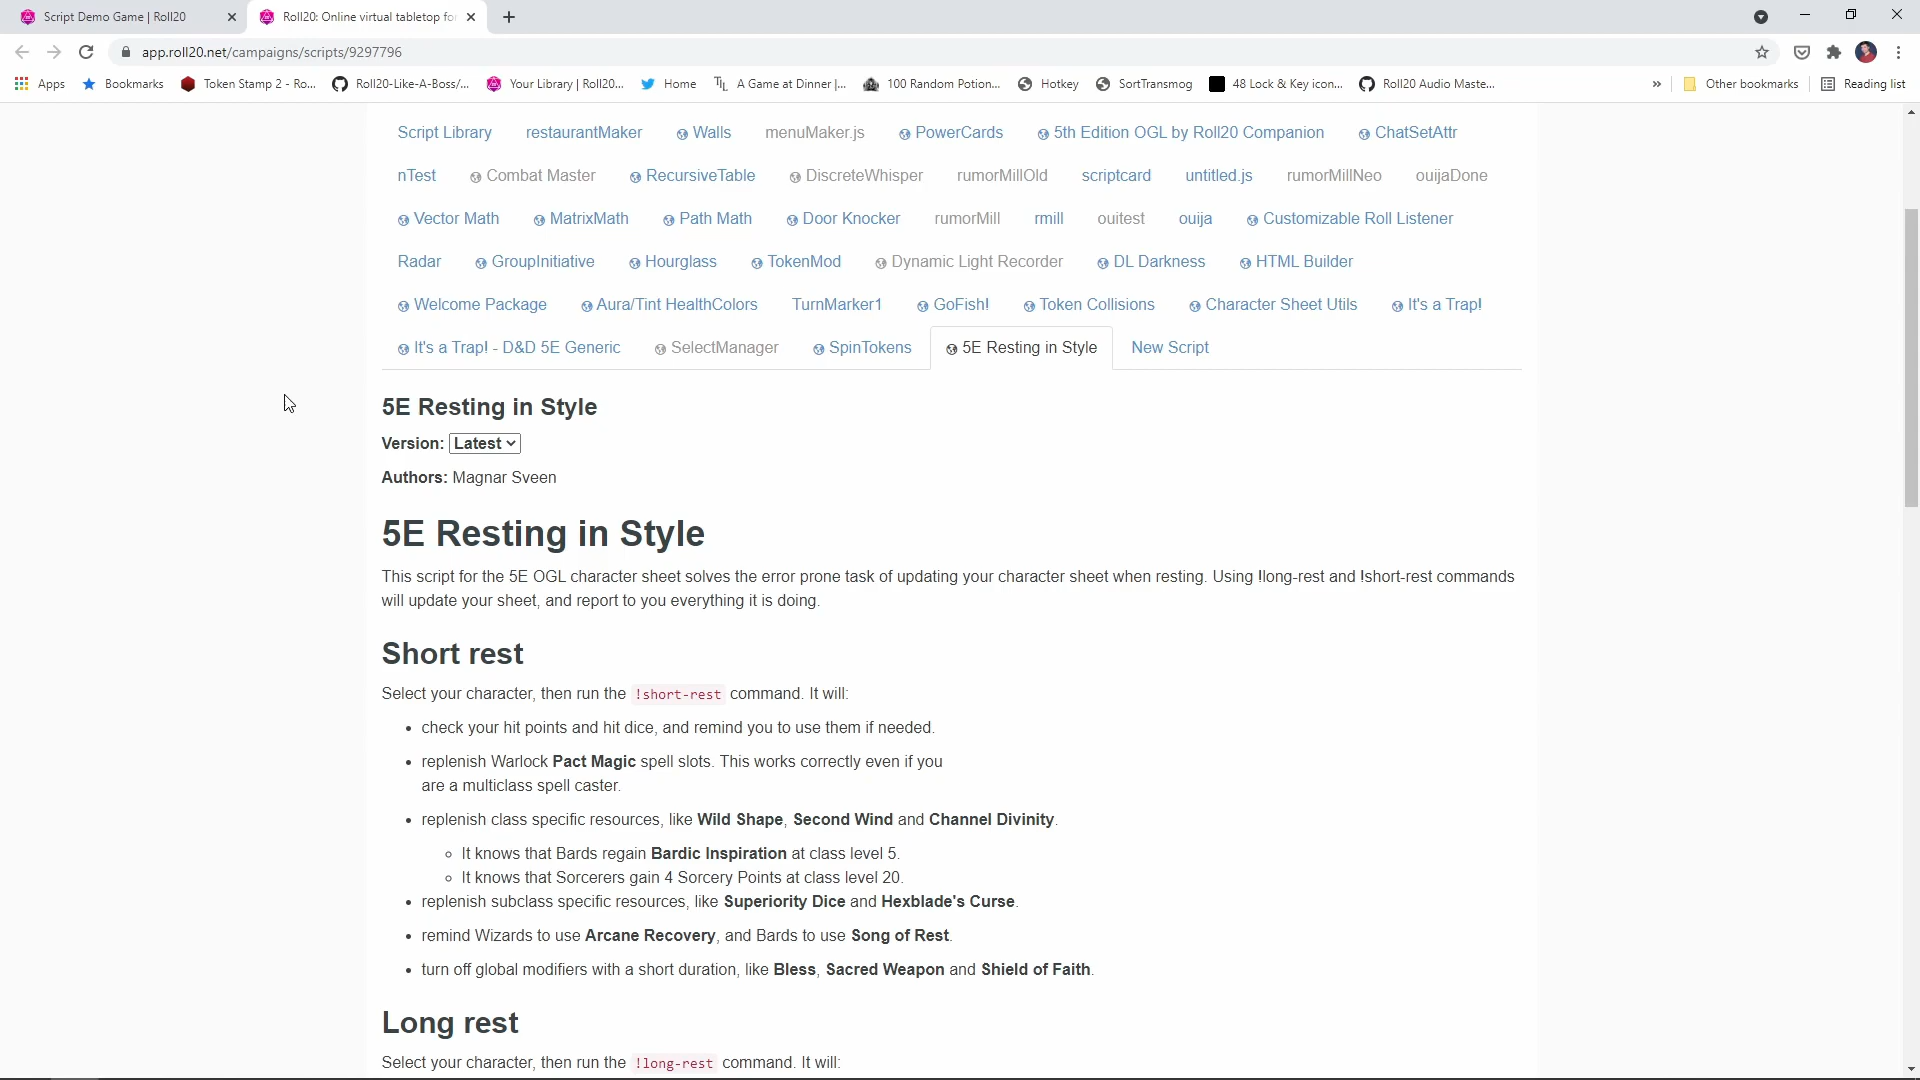 Script Demo Game | Roll20
Roll20: Online virtual tabletop for
app.roll20.net/campaigns/scripts/9297796
Apps Bookmarks Token Stamp 2 - Ro... Roll20-Like-A-Boss/... Your Library | Roll20... Home A Game at Dinner |... 100 Random Potion... Hotkey SortTransmog 48 Lock & Key icon... Roll20 Audio Maste... » Other bookmarks Reading list
Script Library restaurantMaker Walls menuMaker.js PowerCards 5th Edition OGL by Roll20 Companion ChatSetAttr
nTest Combat Master RecursiveTable DiscreteWhisper rumorMillOld scriptcard untitled.js rumorMillNeo ouijaDone
Vector Math MatrixMath Path Math Door Knocker rumorMill rmill ouitest ouija Customizable Roll Listener
Radar GroupInitiative Hourglass TokenMod Dynamic Light Recorder DL Darkness HTML Builder
Welcome Package Aura/Tint HealthColors TurnMarker1 GoFish! Token Collisions Character Sheet Utils It's a Trap!
It's a Trap! - D&D 5E Generic SelectManager SpinTokens 5E Resting in Style New Script
5E Resting in Style
Version: Latest
Authors: Magnar Sveen
5E Resting in Style
This script for the 5E OGL character sheet solves the error prone task of updating your character sheet when resting. Using !long-rest and !short-rest commands
will update your sheet, and report to you everything it is doing.
Short rest
Select your character, then run the !short-rest command. It will:
• check your hit points and hit dice, and remind you to use them if needed.
• replenish Warlock Pact Magic spell slots. This works correctly even if you
are a multiclass spell caster.
• replenish class specific resources, like Wild Shape, Second Wind and Channel Divinity.
◦ It knows that Bards regain Bardic Inspiration at class level 5.
◦ It knows that Sorcerers gain 4 Sorcery Points at class level 20.
• replenish subclass specific resources, like Superiority Dice and Hexblade's Curse.
• remind Wizards to use Arcane Recovery, and Bards to use Song of Rest.
• turn off global modifiers with a short duration, like Bless, Sacred Weapon and Shield of Faith.
Long rest
Select your character, then run the !long-rest command. It will: